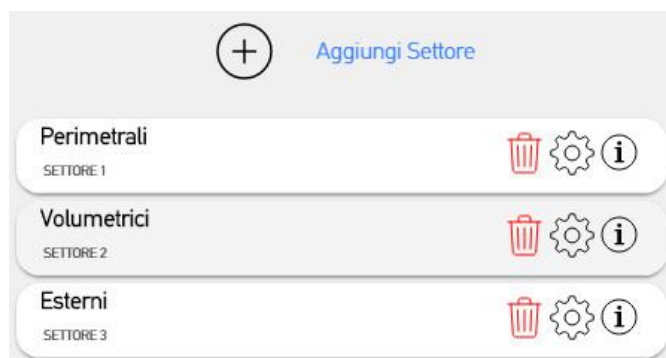 Aggiungi Settore
Perimetrali
SETTORE 1
Volumetrici
SETTORE 2
Esterni
SETTORE 3